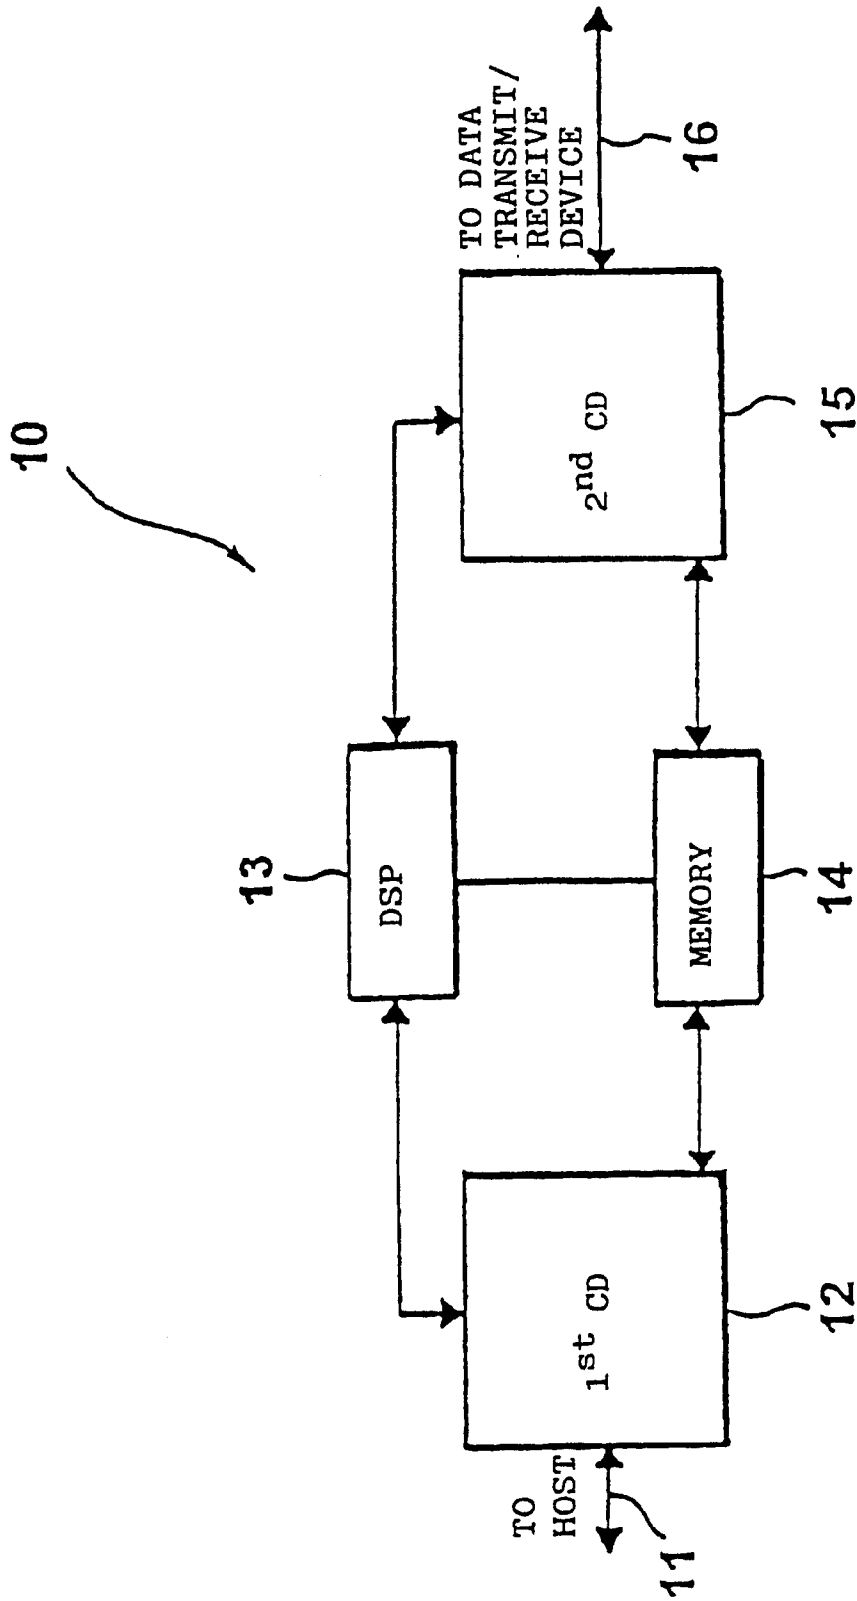 10
TO DATA
TRANSMIT/
RECEIVE
DEVICE
16
13
DSP
2nd CD
15
MEMORY
14
1st CD
12
TO
HOST
11